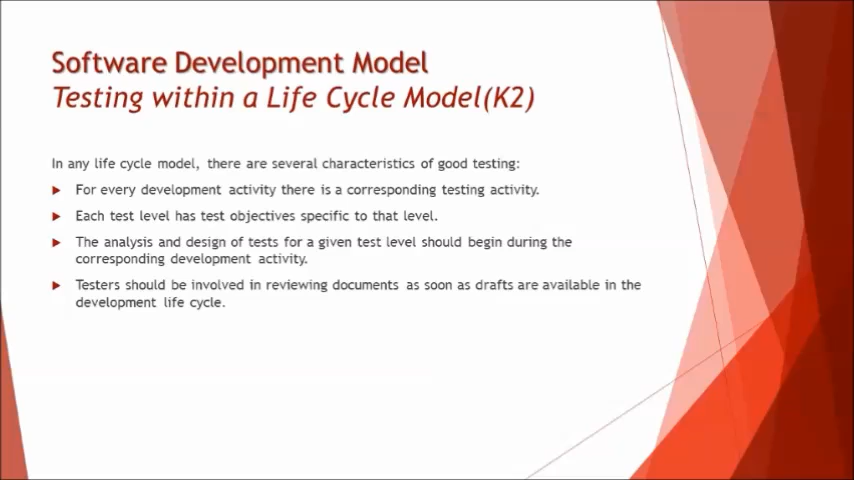 Software Development Model
Testing within a Life Cycle Model(K2)
In any life cycle model, there are several characteristics of good testing:
For every development activity there is a corresponding testing activity.
Each test level has test objectives specific to that level.
The analysis and design of tests for a given test level should begin during the
corresponding development activity.
Testers should be involved in reviewing documents as soon as drafts are available in the
development life cycle.